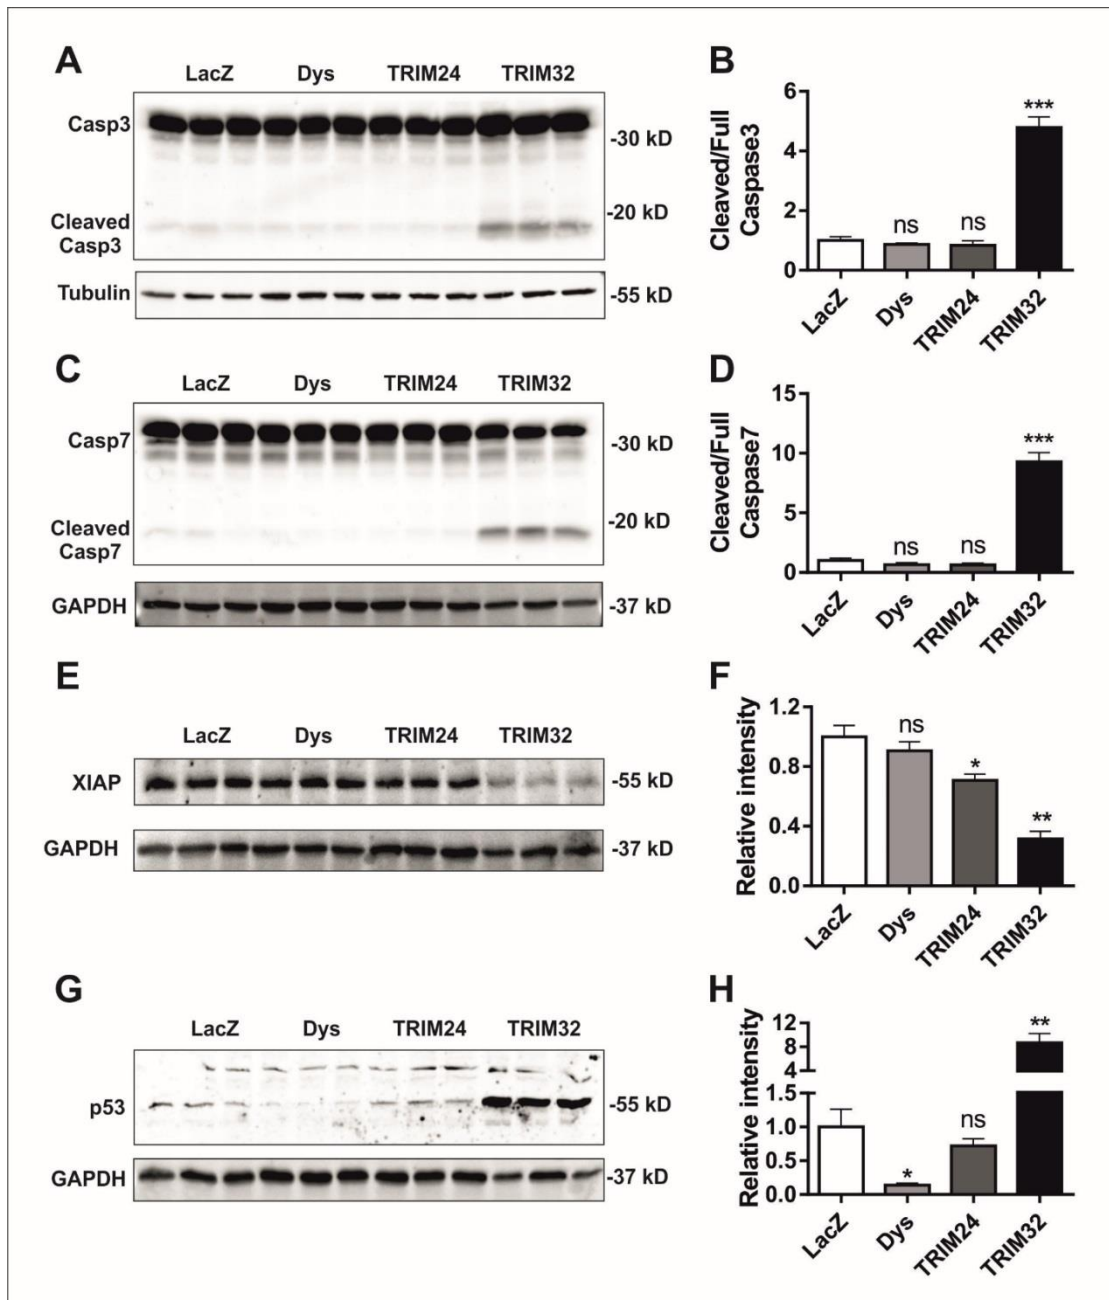 A
LacZ Dys TRIM24 TRIM32
Casp3
-30 kD
-20 kD
Cleaved
Casp3
Tubulin
-55 kD
B
Cleaved/Full
Caspase3
6
4
2
0
ns
ns
***
LacZ
Dys
TRIM24
TRIM32
C
LacZ Dys TRIM24 TRIM32
Casp7
-30 kD
-20 kD
Cleaved
Casp7
GAPDH
-37 kD
D
Cleaved/Full
Caspase7
15
10
5
0
ns
ns
***
LacZ
Dys
TRIM24
TRIM32
E
LacZ Dys TRIM24 TRIM32
XIAP
-55 kD
GAPDH
-37 kD
F
Relative intensity
1.2
0.8
0.4
0.0
ns
*
**
LacZ
Dys
TRIM24
TRIM32
G
LacZ Dys TRIM24 TRIM32
p53
-55 kD
GAPDH
-37 kD
H
Relative intensity
12
8
4
1.5
1.0
0.5
0.0
*
ns
**
LacZ
Dys
TRIM24
TRIM32